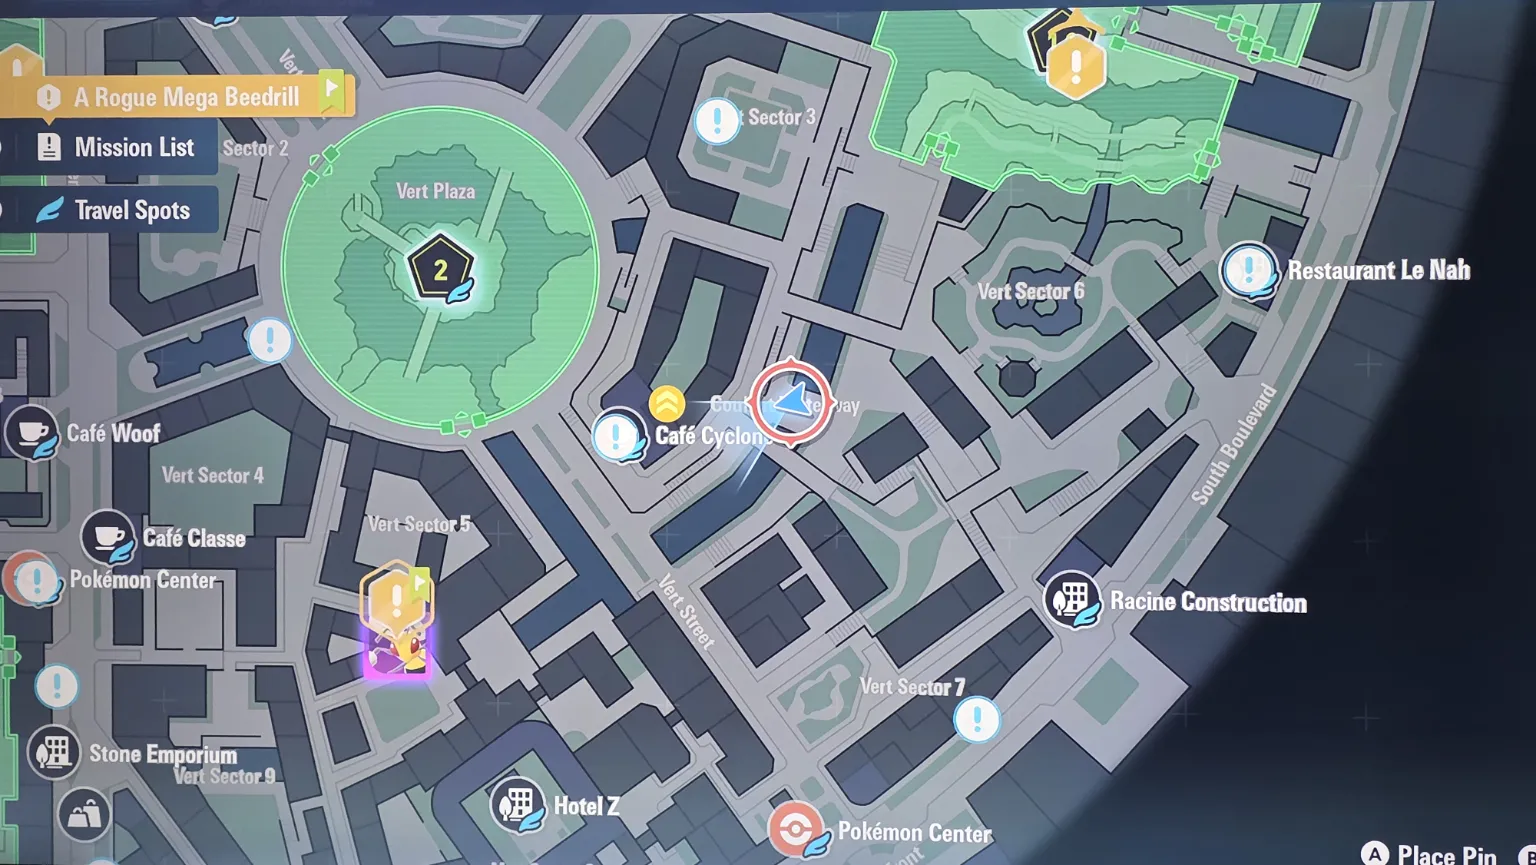 A Rogue Mega Beedrill
Mission List
Sector 2
Travel Spots
Vert Plaza
2
Sector 3
Vert Sector 6
Restaurant Le Nah
Café Woof
Vert Sector 4
Café Classe
Pokémon Center
Vert Sector 5
Café Cyclone
South Boulevard
Vert Street
Racine Construction
Vert Sector 7
Stone Emporium
Vert Sector 9
Hotel Z
Pokémon Center
A Place Pin